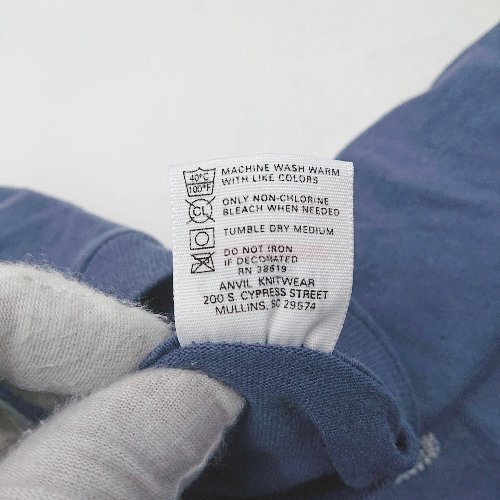 40°C MACHINE WASH WARM
100°F WITH LIKE COLORS
CL ONLY NON-CHLORINE
BLEACH WHEN NEEDED
TUMBLE DRY MEDIUM
DO NOT IRON
IF DECORATED
RN 38619
ANVIL KNITWEAR
200 S. CYPRESS STREET
MULLINS, SC 29574